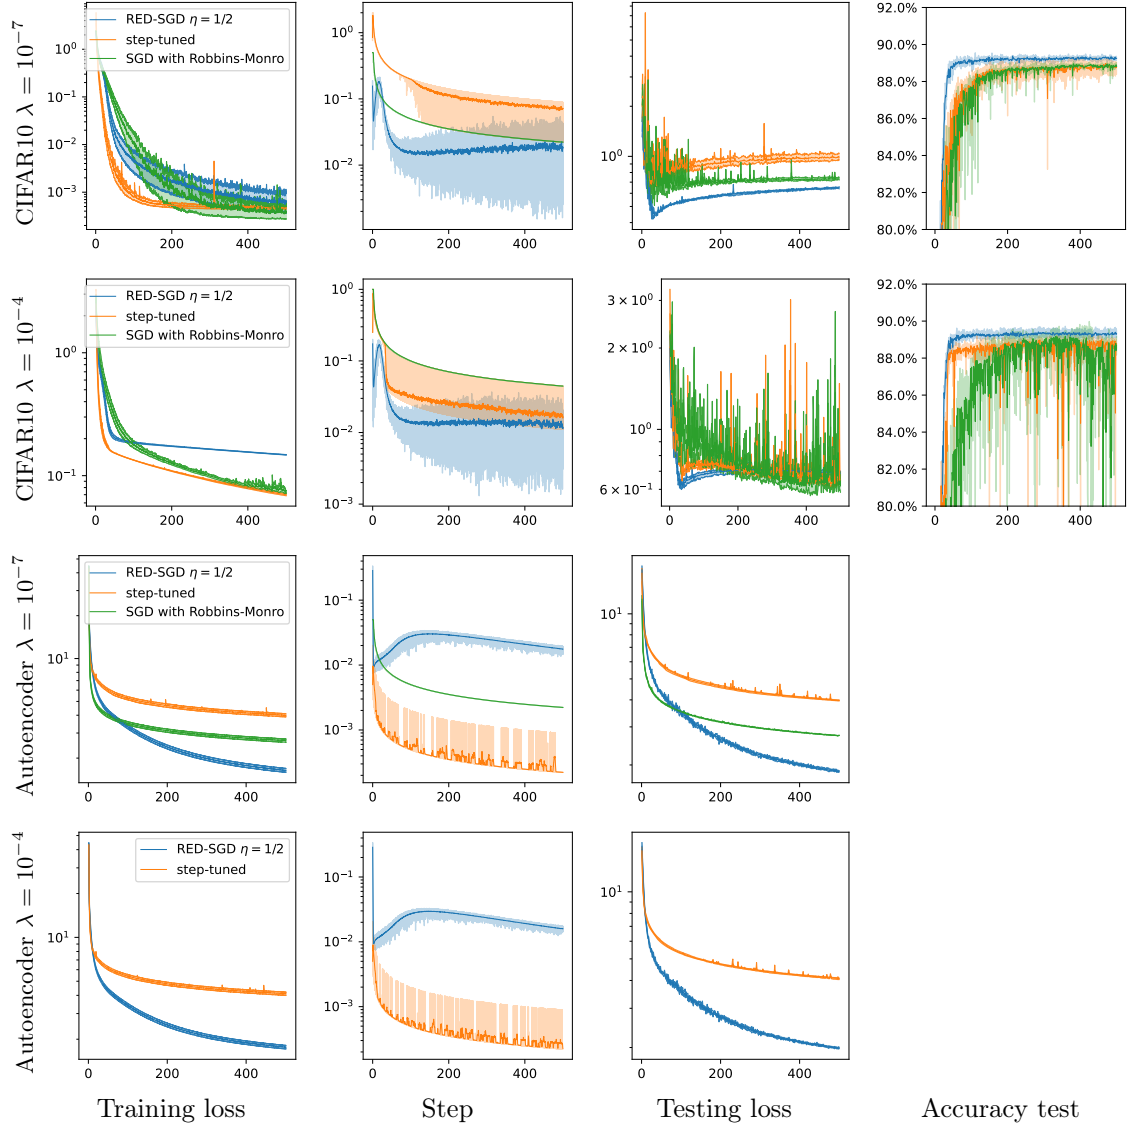 CIFAR10 λ = 10⁻⁷
RED-SGD η = 1/2
step-tuned
SGD with Robbins-Monro
10⁰
10⁻¹
10⁻²
10⁻³
0 200 400
10⁰
10⁻¹
10⁻²
0 200 400
10⁰
0 200 400
92.0%
90.0%
88.0%
86.0%
84.0%
82.0%
80.0%
0 200 400
CIFAR10 λ = 10⁻⁴
RED-SGD η = 1/2
step-tuned
SGD with Robbins-Monro
10⁰
10⁻¹
0 200 400
10⁰
10⁻¹
10⁻²
10⁻³
0 200 400
3 × 10⁰
2 × 10⁰
10⁰
6 × 10⁻¹
0 200 400
92.0%
90.0%
88.0%
86.0%
84.0%
82.0%
80.0%
0 200 400
Autoencoder λ = 10⁻⁷
RED-SGD η = 1/2
step-tuned
SGD with Robbins-Monro
10¹
0 200 400
10⁻¹
10⁻²
10⁻³
0 200 400
10¹
0 200 400
Autoencoder λ = 10⁻⁴
RED-SGD η = 1/2
step-tuned
10¹
0 200 400
10⁻¹
10⁻²
10⁻³
0 200 400
10¹
0 200 400
Training loss Step Testing loss Accuracy test